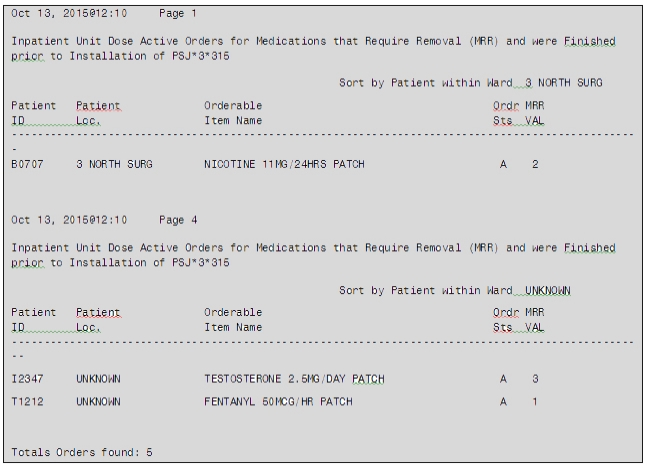 Oct 13, 2015@12:10     Page 1
Inpatient Unit Dose Active Orders for Medications that Require Removal (MRR) and were Finished
prior to Installation of PSJ*3*315
Sort by Patient within Ward  3 NORTH SURG
Patient   Patient   Orderable   Ordr MRR
ID   Loc.   Item Name   Sts  VAL
--------------------------------------------------------------------------------
-
B0707   3 NORTH SURG   NICOTINE 11MG/24HRS PATCH   A   2
Oct 13, 2015@12:10     Page 4
Inpatient Unit Dose Active Orders for Medications that Require Removal (MRR) and were Finished
prior to Installation of PSJ*3*315
Sort by Patient within Ward  UNKNOWN
Patient   Patient   Orderable   Ordr MRR
ID   Loc.   Item Name   Sts  VAL
--------------------------------------------------------------------------------
--
I2347   UNKNOWN   TESTOSTERONE 2.5MG/DAY PATCH   A   3
T1212   UNKNOWN   FENTANYL 50MCG/HR PATCH   A   1
Totals Orders found: 5